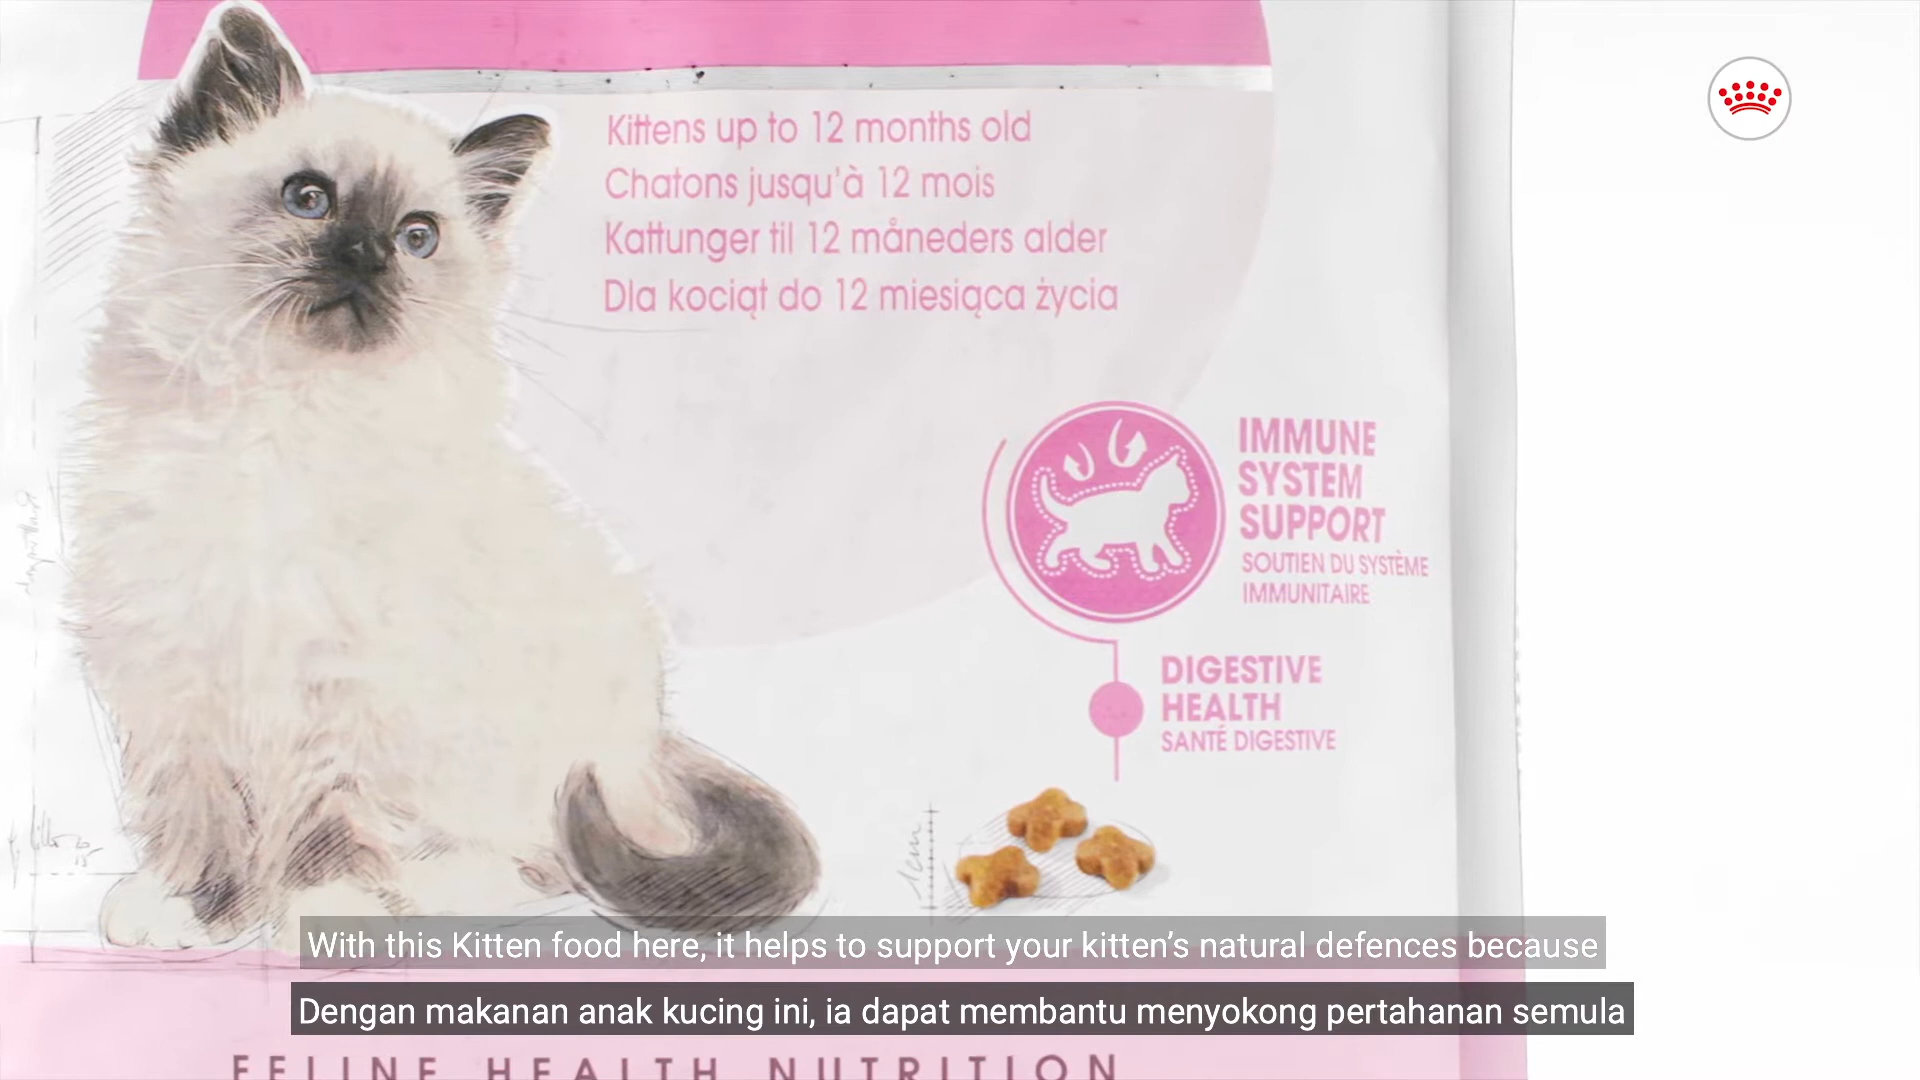 Kittens up to 12 months old
Chatons jusqu'à 12 mois
Kattunger til 12 måneders alder
Dla kociąt do 12 miesiąca życia
IMMUNE
SYSTEM
SUPPORT
SOUTIEN DU SYSTÈME
IMMUNITAIRE
DIGESTIVE
HEALTH
SANTÉ DIGESTIVE
1cm
With this Kitten food here, it helps to support your kitten's natural defences because
Dengan makanan anak kucing ini, ia dapat membantu menyokong pertahanan semula
FELINE HEALTH NUTRITION